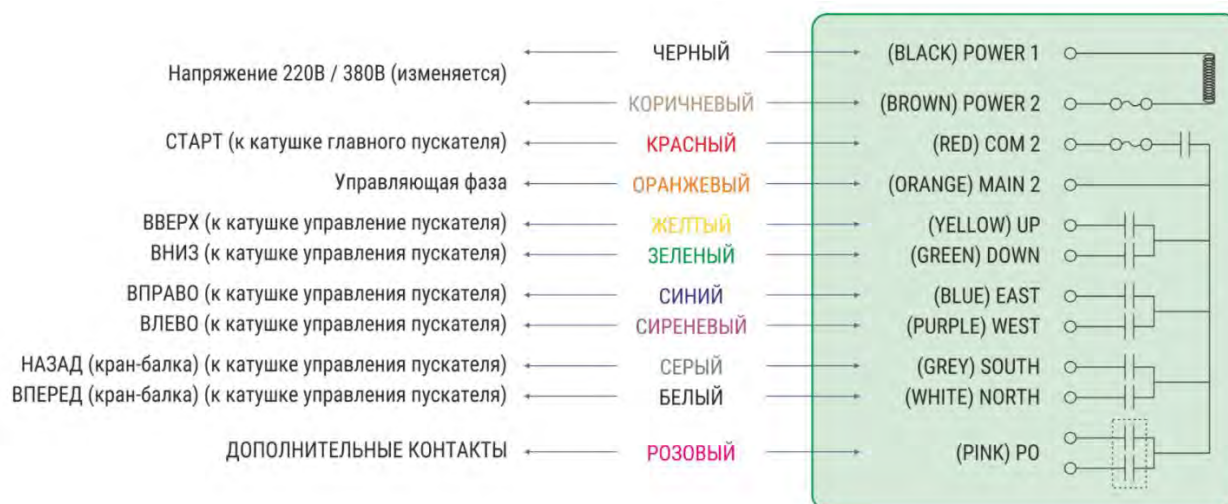 ЧЕРНЫЙ (BLACK) POWER 1
Напряжение 220В / 380В (изменяется)
КОРИЧНЕВЫЙ (BROWN) POWER 2
СТАРТ (к катушке главного пускателя) КРАСНЫЙ (RED) COM 2
Управляющая фаза ОРАНЖЕВЫЙ (ORANGE) MAIN 2
ВВЕРХ (к катушке управление пускателя) ЖЕЛТЫЙ (YELLOW) UP
ВНИЗ (к катушке управления пускателя) ЗЕЛЕНЫЙ (GREEN) DOWN
ВПРАВО (к катушке управления пускателя) СИНИЙ (BLUE) EAST
ВЛЕВО (к катушке управления пускателя) СИРЕНЕВЫЙ (PURPLE) WEST
НАЗАД (кран-балка) (к катушке управления пускателя) СЕРЫЙ (GREY) SOUTH
ВПЕРЕД (кран-балка) (к катушке управления пускателя) БЕЛЫЙ (WHITE) NORTH
ДОПОЛНИТЕЛЬНЫЕ КОНТАКТЫ РОЗОВЫЙ (PINK) PO